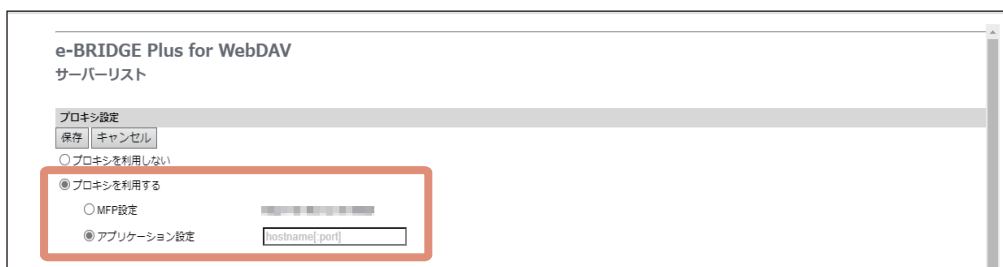 e-BRIDGE Plus for WebDAV
サーバーリスト
プロキシ設定
保存 キャンセル
プロキシを利用しない
プロキシを利用する
MFP設定
アプリケーション設定 hostname[:port]